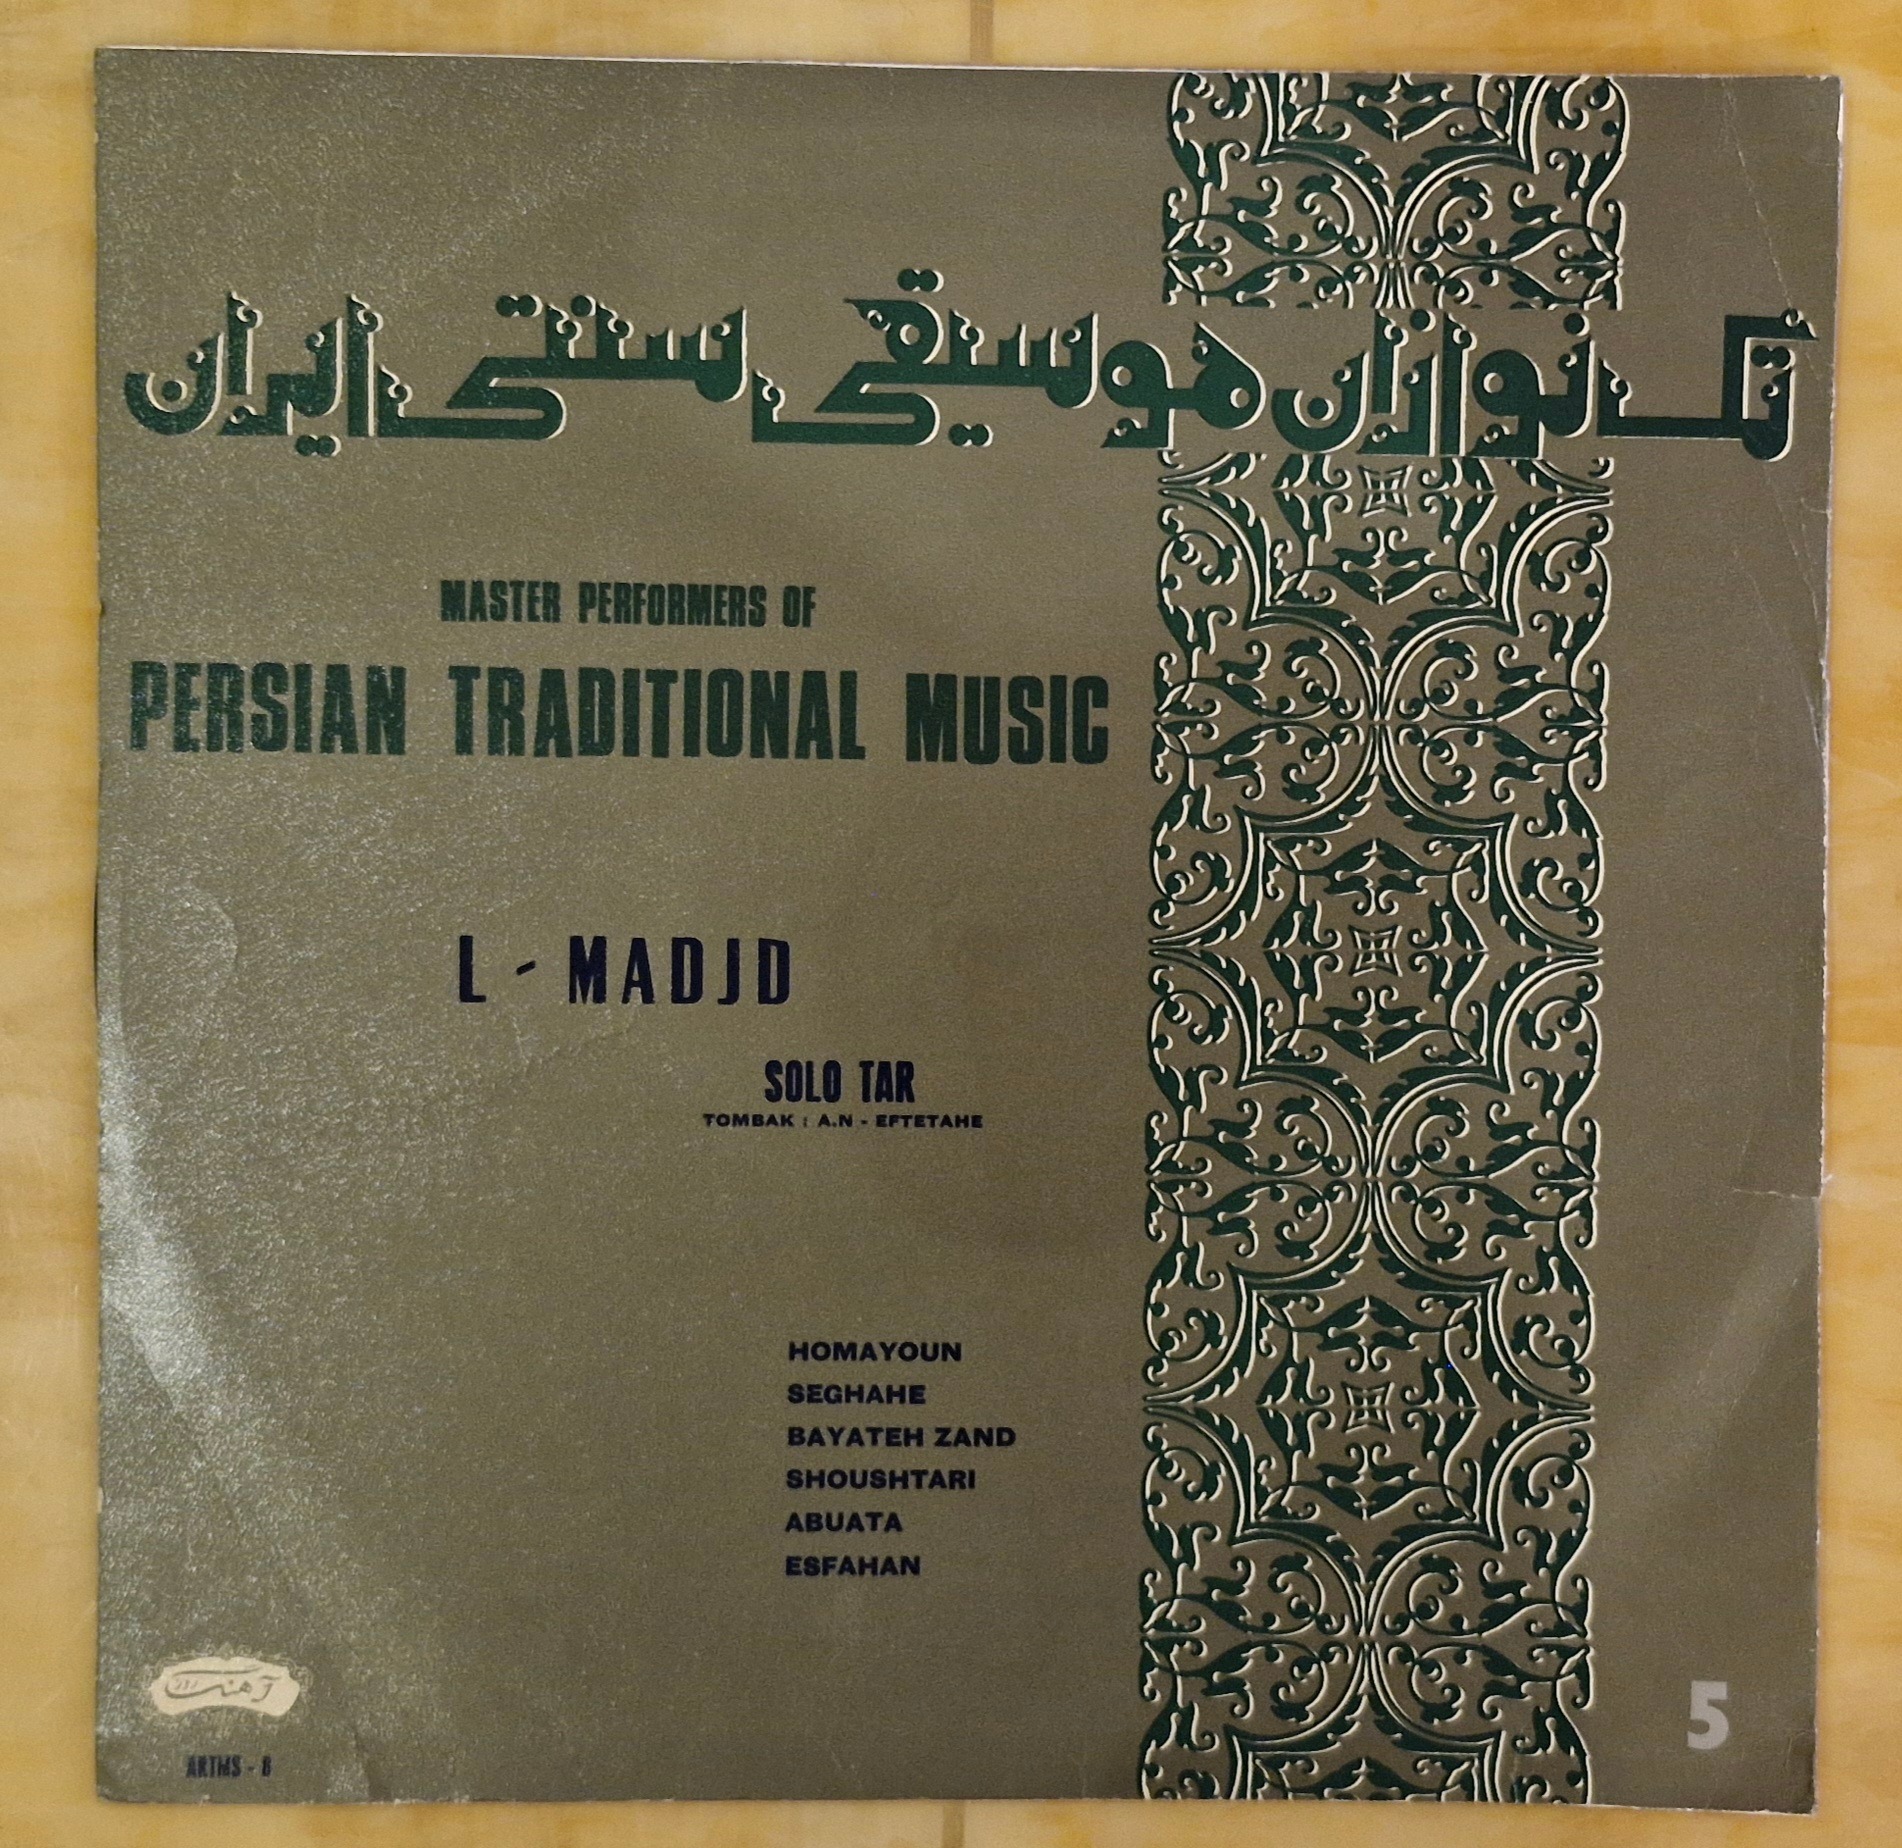 تک نوازان موسیقی سنتی ایران
MASTER PERFORMERS OF
PERSIAN TRADITIONAL MUSIC
L - MADJD
SOLO TAR
TOMBAK : A.N - EFTETAHE
HOMAYOUN
SEGHAHE
BAYATEH ZAND
SHOUSHTARI
ABUATA
ESFAHAN
آهنگ روز
ARTMS - 8
5